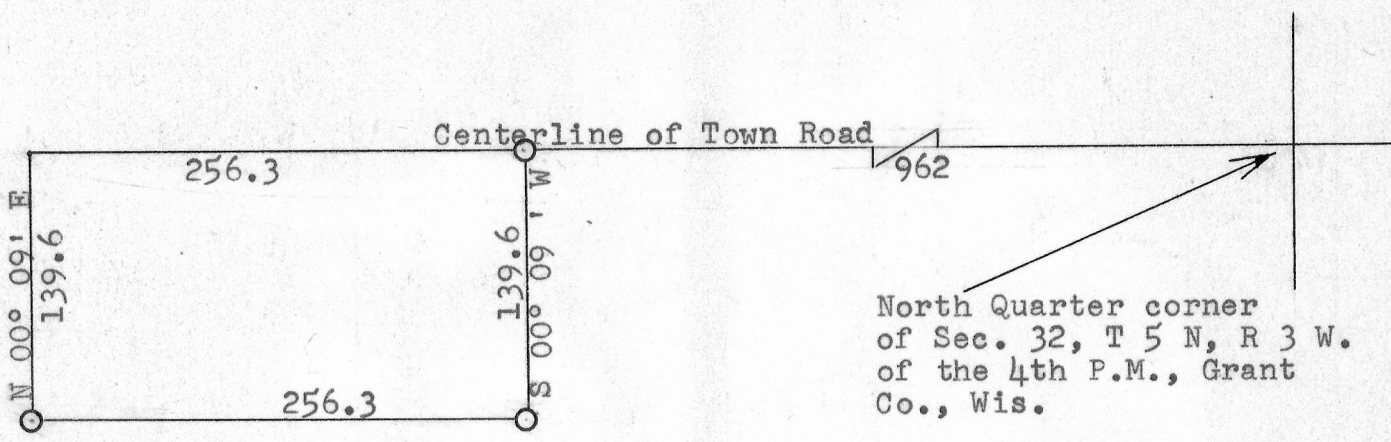 Centerline of Town Road
256.3
962
N 00° 09' E
139.6
139.6
S 00° 09' W
256.3
North Quarter corner
of Sec. 32, T 5 N, R 3 W.
of the 4th P.M., Grant
Co., Wis.